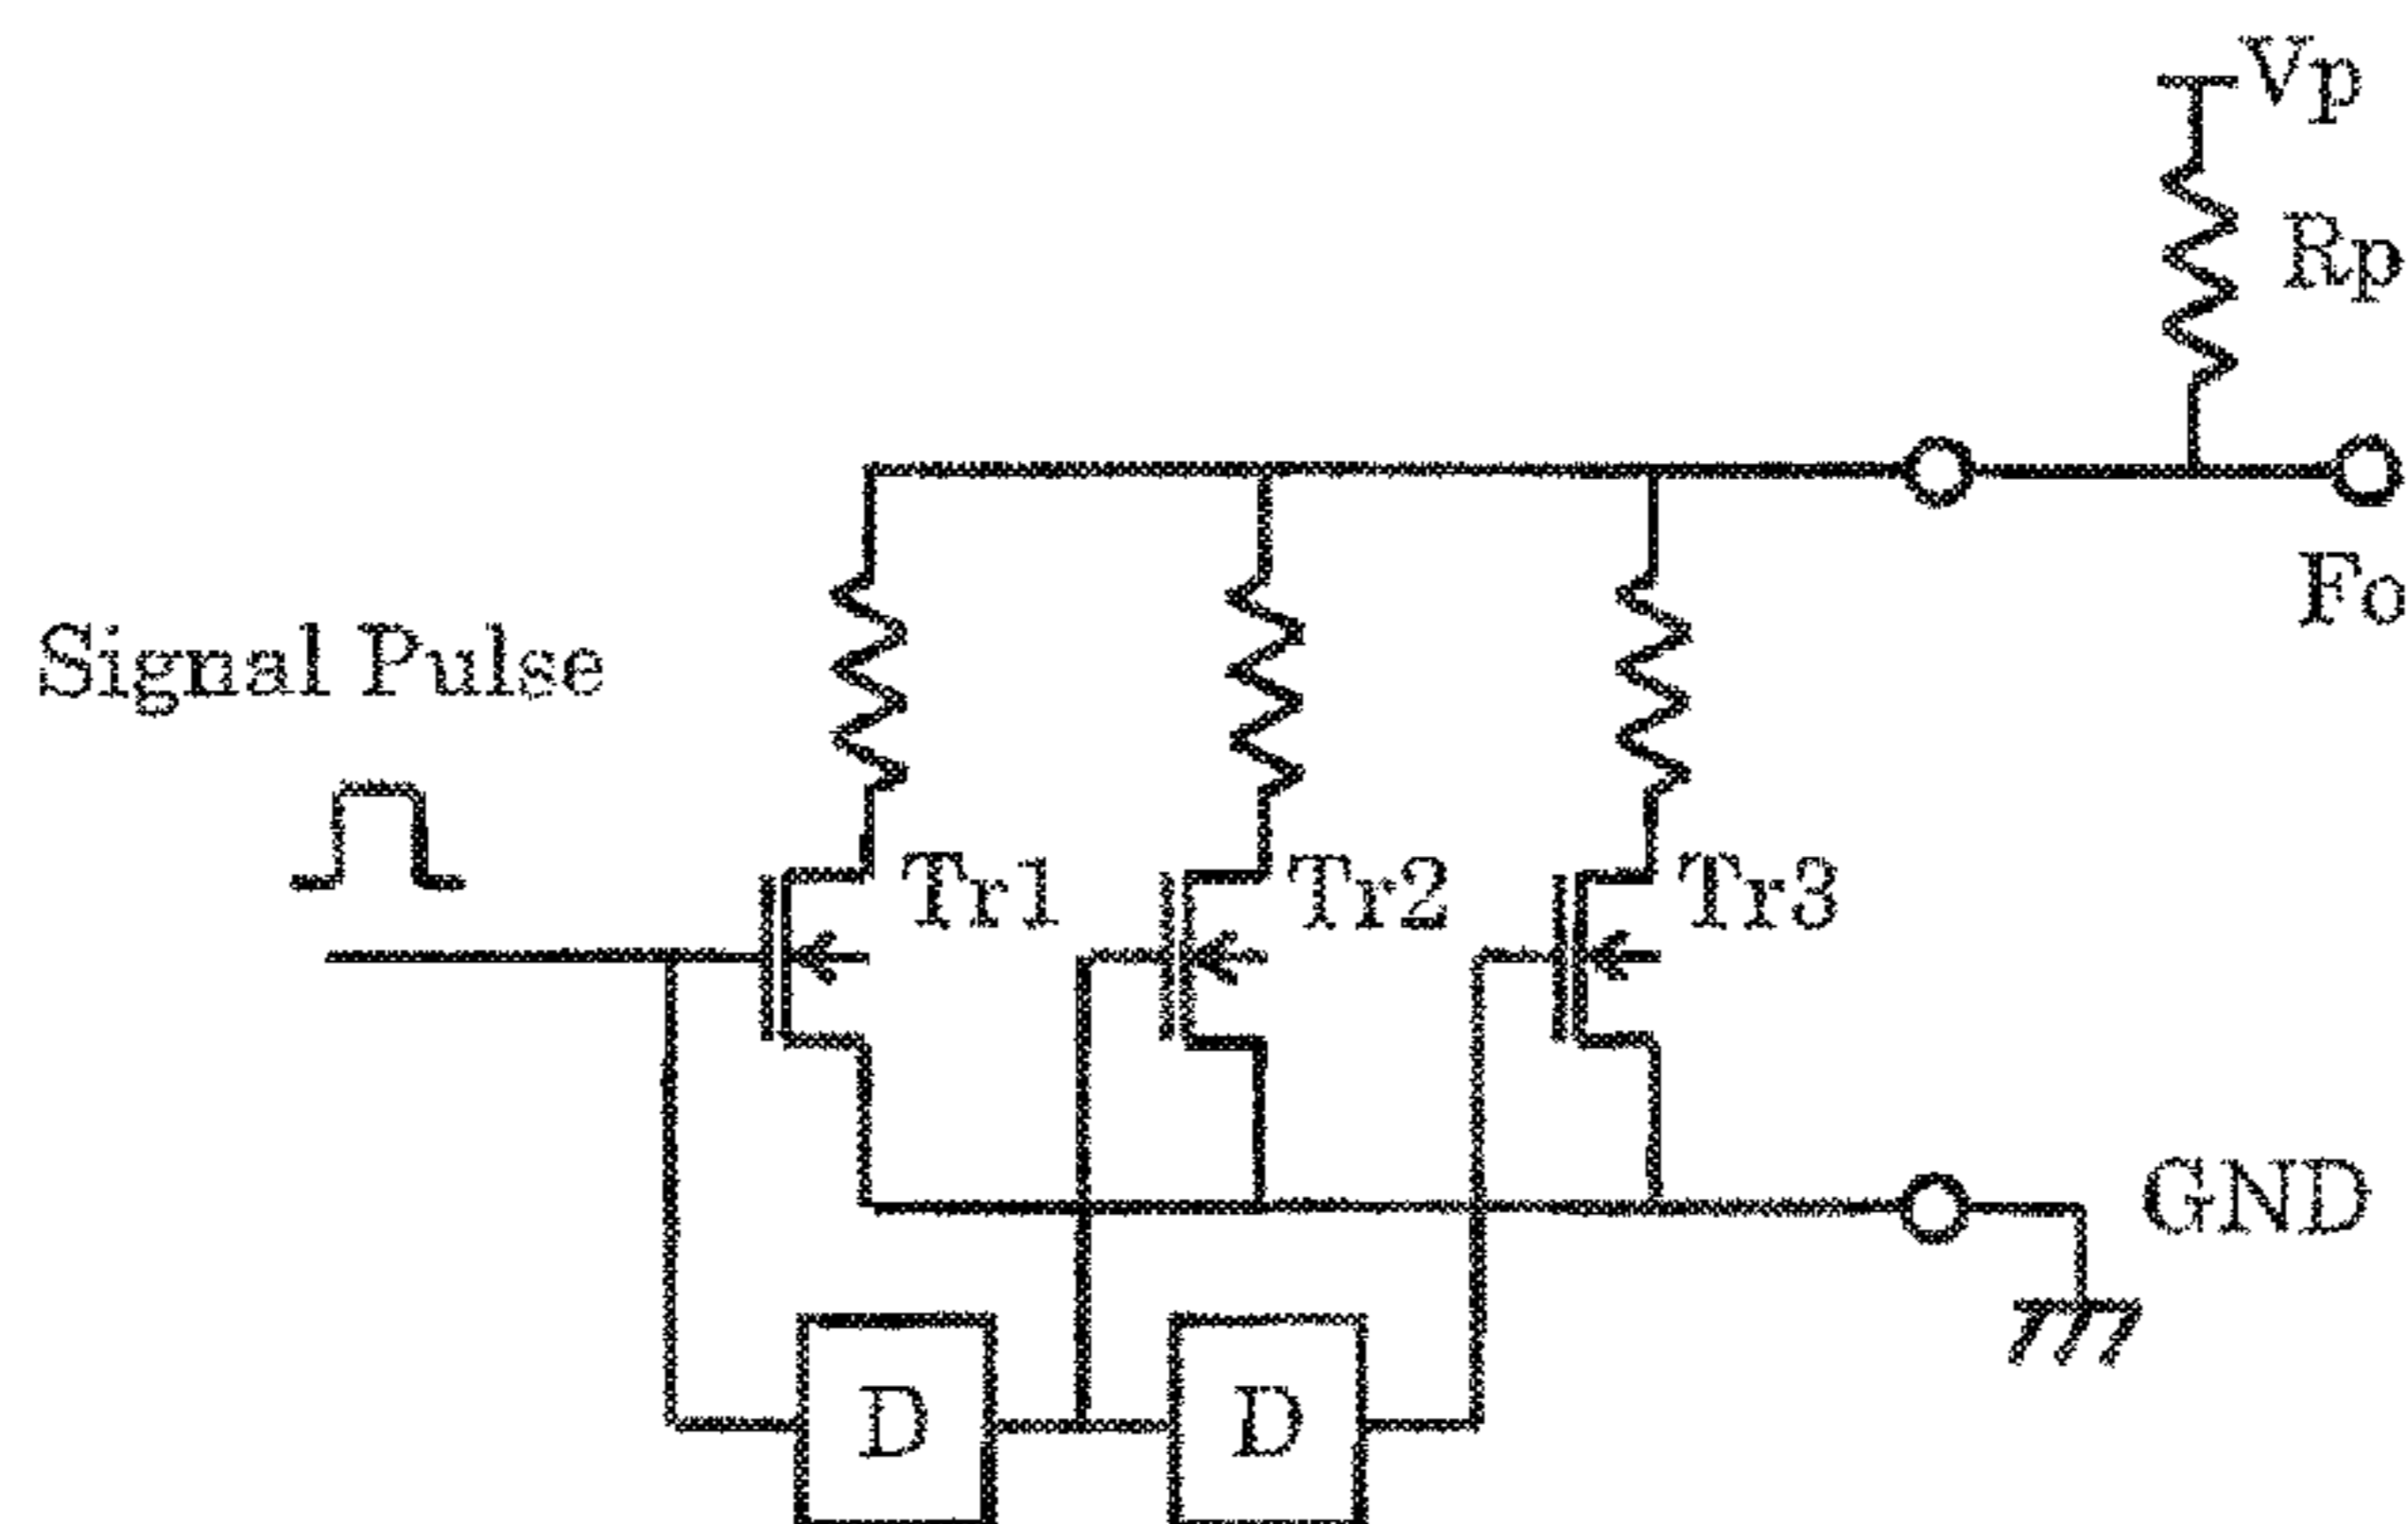 Vp
Rp
Fo
Signal Pulse
Tr1
Tr2
Tr3
GND
D
D